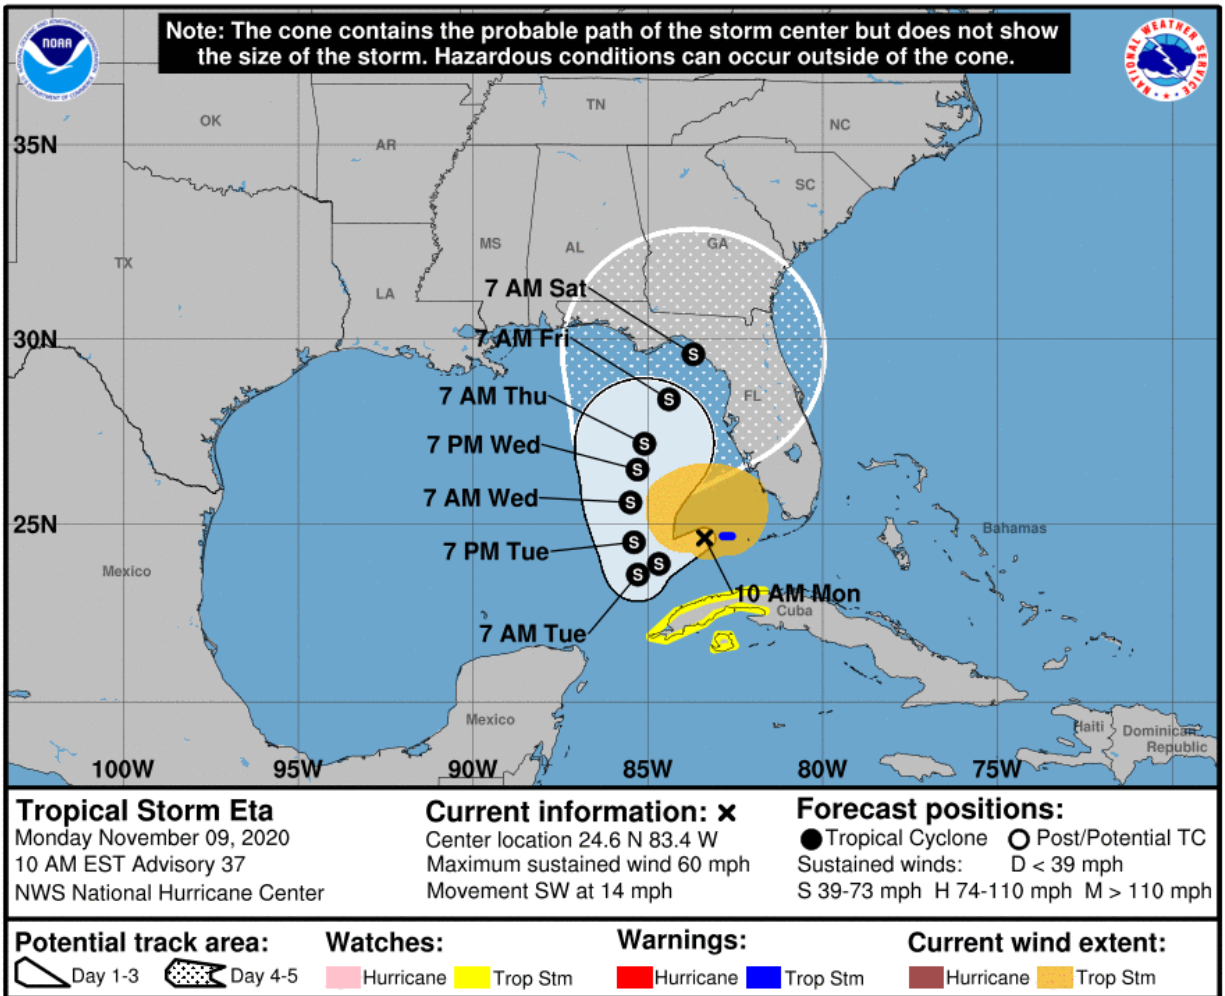 Note: The cone contains the probable path of the storm center but does not show
the size of the storm. Hazardous conditions can occur outside of the cone.
NOAA
NATIONAL WEATHER SERVICE
OK
TN
NC
AR
35N
SC
MS
AL
GA
TX
LA
7 AM Sat
30N
7 AM Fri
7 AM Thu
FL
7 PM Wed
7 AM Wed
25N
Bahamas
7 PM Tue
Mexico
10 AM Mon
Cuba
7 AM Tue
Mexico
Haiti
Dominican
Republic
S
S
S
S
S
S
S
S
100W 95W 90W 85W 80W 75W
Tropical Storm Eta
Monday November 09, 2020
10 AM EST Advisory 37
NWS National Hurricane Center
Current information: x
Center location 24.6 N 83.4 W
Maximum sustained wind 60 mph
Movement SW at 14 mph
Forecast positions:
Tropical Cyclone Post/Potential TC
Sustained winds: D < 39 mph
S 39-73 mph H 74-110 mph M > 110 mph
Potential track area:
Day 1-3 Day 4-5
Watches:
Hurricane Trop Stm
Warnings:
Hurricane Trop Stm
Current wind extent:
Hurricane Trop Stm